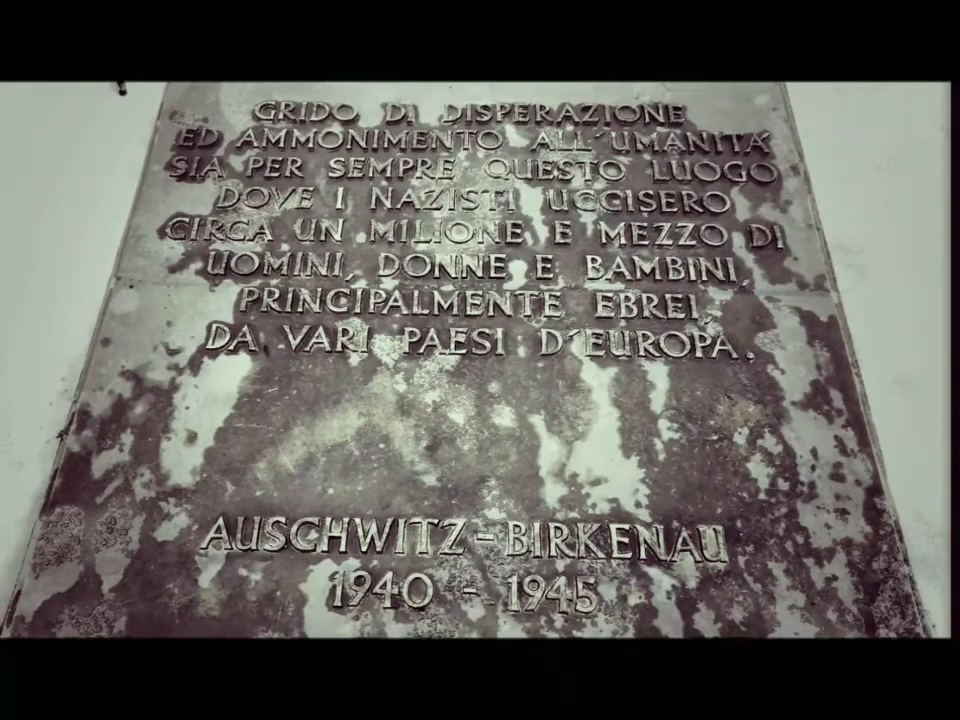 GRIDO DI DISPERAZIONE
ED AMMONIMENTO ALL'UMANITA'
SIA PER SEMPRE QUESTO LUOGO
DOVE I NAZISTI UCCISERO
CIRCA UN MILIONE E MEZZO DI
UOMINI, DONNE E BAMBINI,
PRINCIPALMENTE EBREI,
DA VARI PAESI D'EUROPA.
AUSCHWITZ-BIRKENAU
1940 - 1945